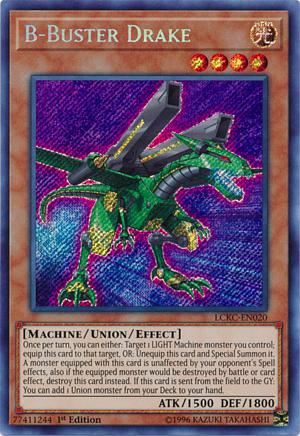 B-Buster Drake
光
LCKC-EN020
[Machine/Union/Effect]
Once per turn, you can either: Target 1 LIGHT Machine monster you control;
equip this card to that target, OR: Unequip this card and Special Summon it.
A monster equipped with this card is unaffected by your opponent's Spell
effects, also if the equipped monster would be destroyed by battle or card
effect, destroy this card instead. If this card is sent from the field to the GY:
You can add 1 Union monster from your Deck to your hand.
ATK/1500 DEF/1800
77411244 1st Edition ©1996 KAZUKI TAKAHASHI